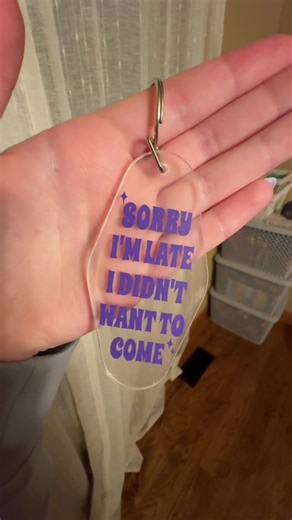 SORRY
I'M LATE
I DIDN'T
WANT TO
COME